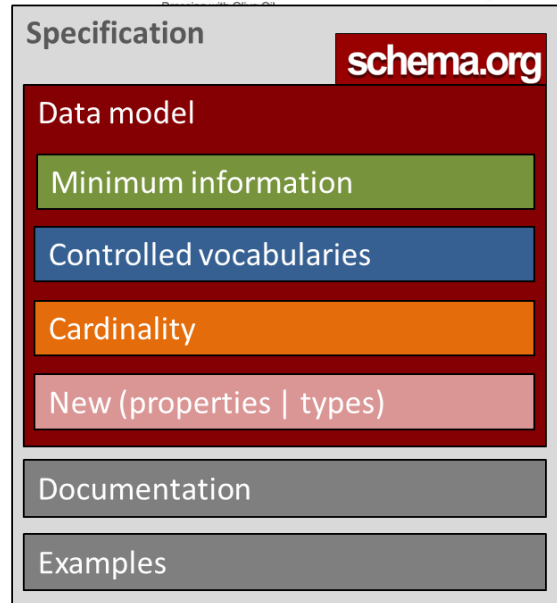 Specification
schema.org
Data model
Minimum information
Controlled vocabularies
Cardinality
New (properties | types)
Documentation
Examples